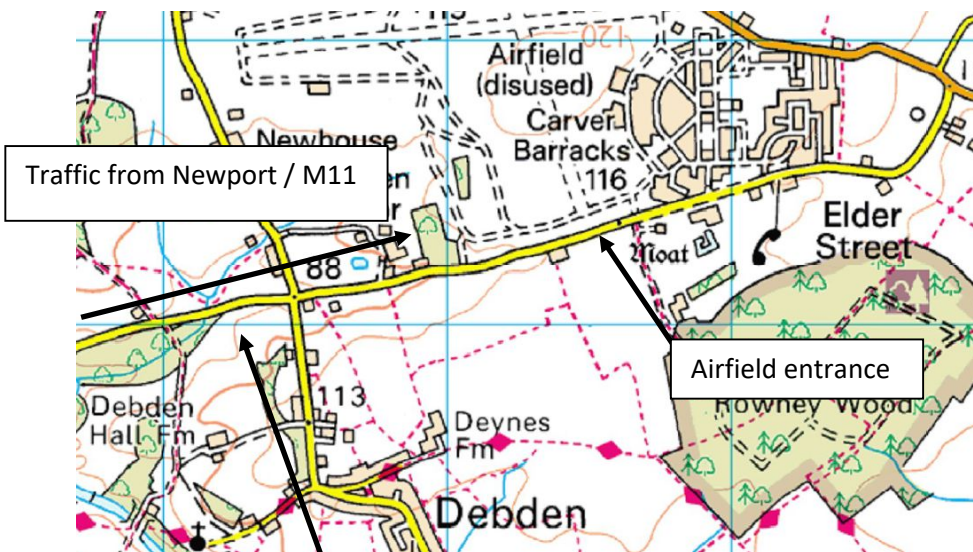 120
Airfield
(disused)
Carver
Barracks
116
Newhouse
Traffic from Newport / M11
88
Moat
Elder
Street
Airfield entrance
Rowney Wood
Debden
Hall Fm
113
Deynes
Fm
Debden